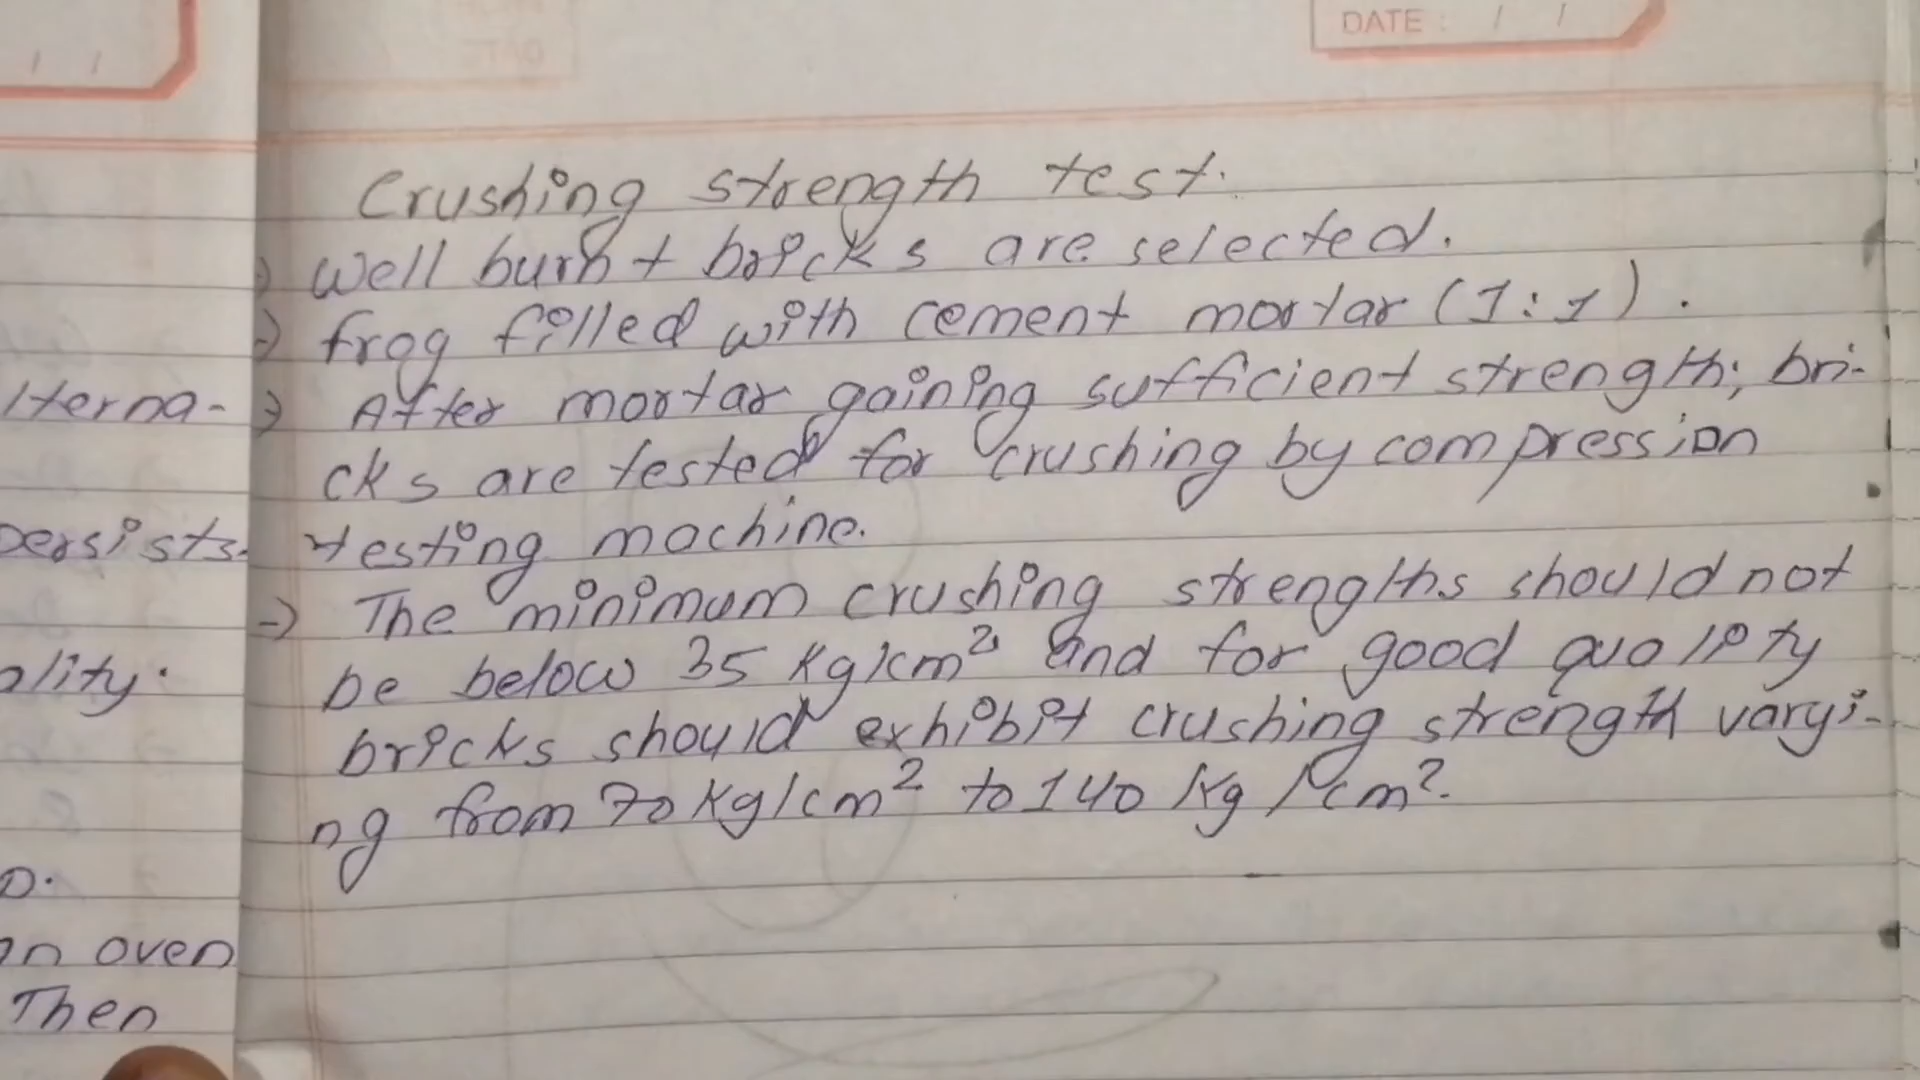 DATE : / /
Crushing strength test.
-) Well burnt bricks are selected.
-) frog filled with cement mortar (1:1).
-) After mortar gaining sufficient strength; bri-
cks are tested for crushing by compression
testing machine.
-) The minimum crushing strengths should not
be below 35 Kg/cm² and for good quality
bricks should exhibit crushing strength varyi-
ng from 70 Kg/cm² to 140 Kg/cm².
lterna-
persists.
ality.
in oven
Then